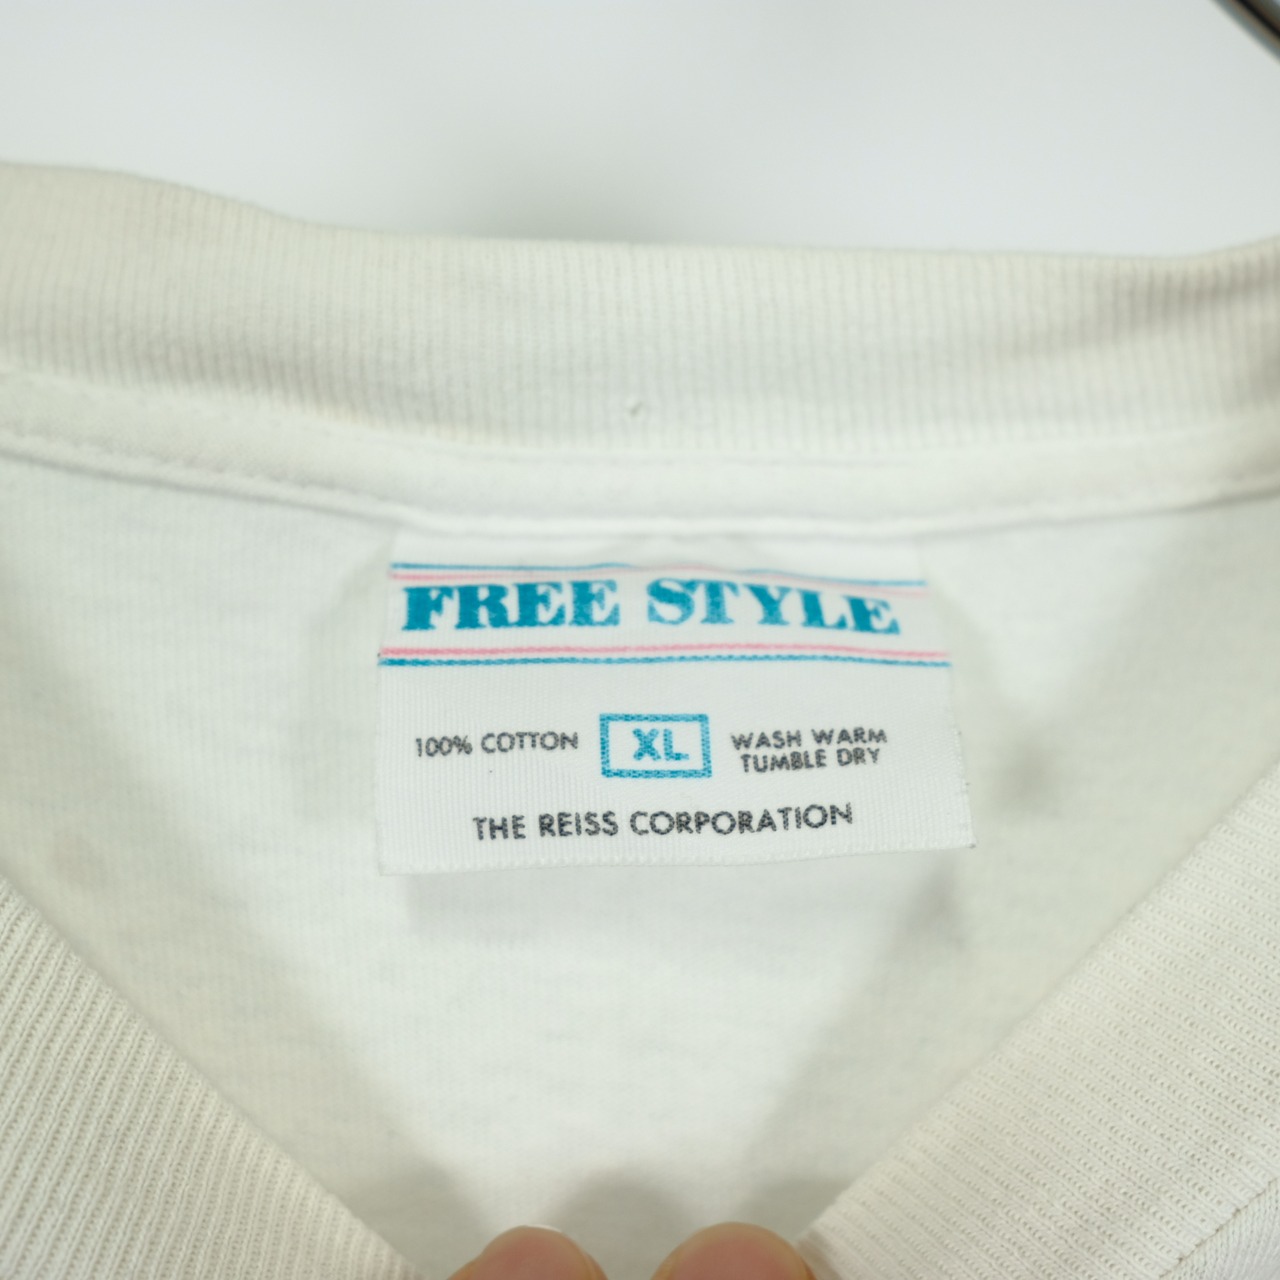 FREE STYLE
100% COTTON
XL
WASH WARM
TUMBLE DRY
THE REISS CORPORATION